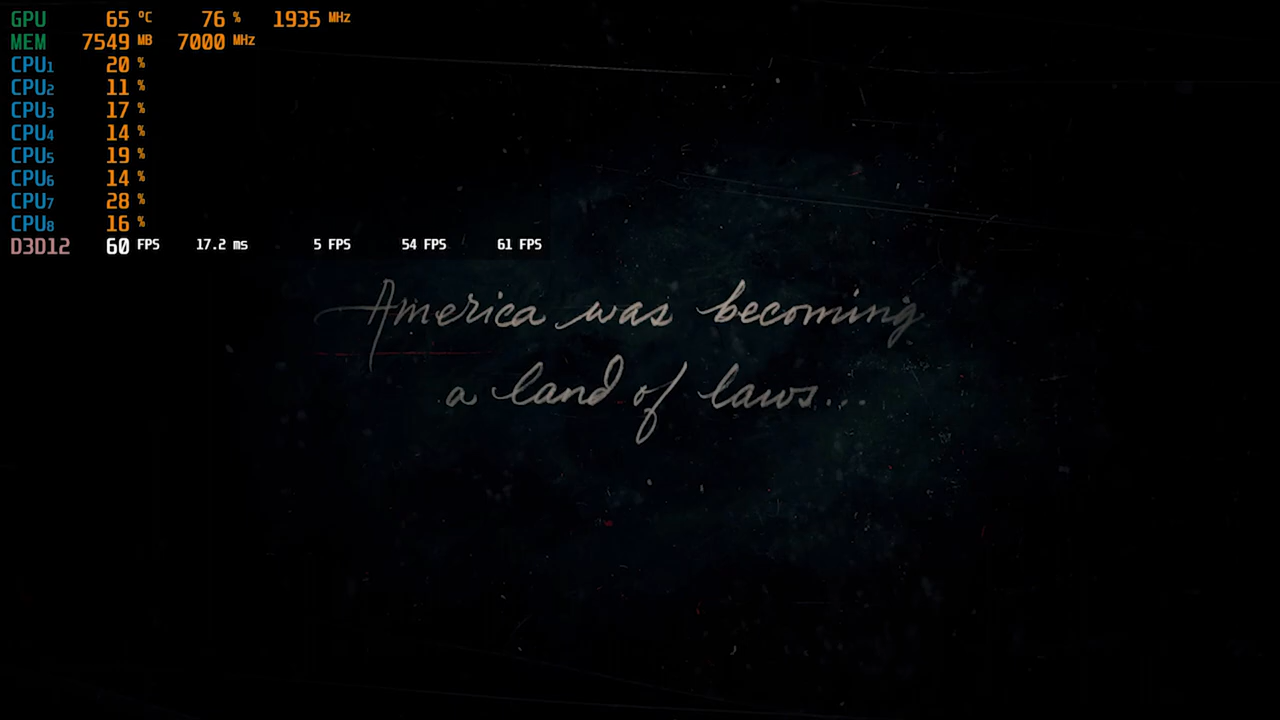 GPU 65 °C 76 % 1935 MHz
MEM 7549 MB 7000 MHz
CPU1 20 %
CPU2 11 %
CPU3 17 %
CPU4 14 %
CPU5 19 %
CPU6 14 %
CPU7 28 %
CPU8 16 %
D3D12 60 FPS 17.2 ms 5 FPS 54 FPS 61 FPS
America was becoming
a land of laws...